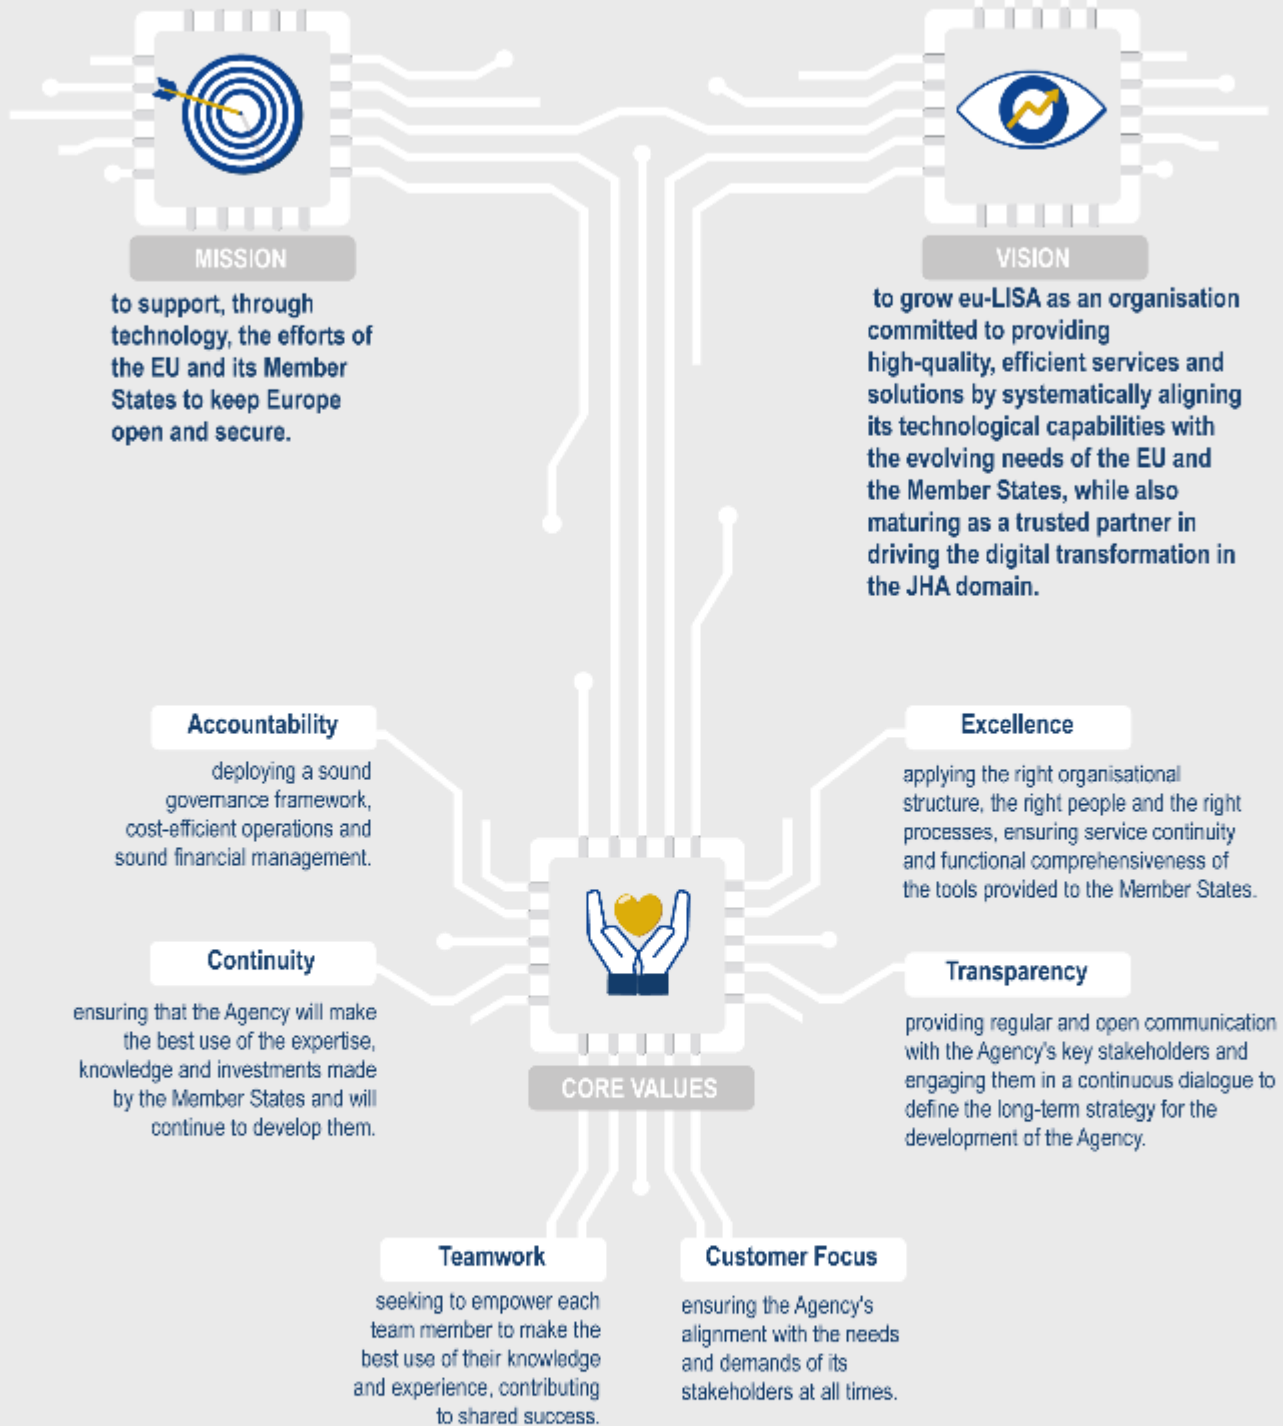 MISSION
to support, through
technology, the efforts of
the EU and its Member
States to keep Europe
open and secure.
VISION
to grow eu-LISA as an organisation
committed to providing
high-quality, efficient services and
solutions by systematically aligning
its technological capabilities with
the evolving needs of the EU and
the Member States, while also
maturing as a trusted partner in
driving the digital transformation in
the JHA domain.
Accountability
deploying a sound
governance framework,
cost-efficient operations and
sound financial management.
Excellence
applying the right organisational
structure, the right people and the right
processes, ensuring service continuity
and functional comprehensiveness of
the tools provided to the Member States.
Continuity
ensuring that the Agency will make
the best use of the expertise,
knowledge and investments made
by the Member States and will
continue to develop them.
Transparency
providing regular and open communication
with the Agency's key stakeholders and
engaging them in a continuous dialogue to
define the long-term strategy for the
development of the Agency.
CORE VALUES
Teamwork
seeking to empower each
team member to make the
best use of their knowledge
and experience, contributing
to shared success.
Customer Focus
ensuring the Agency's
alignment with the needs
and demands of its
stakeholders at all times.